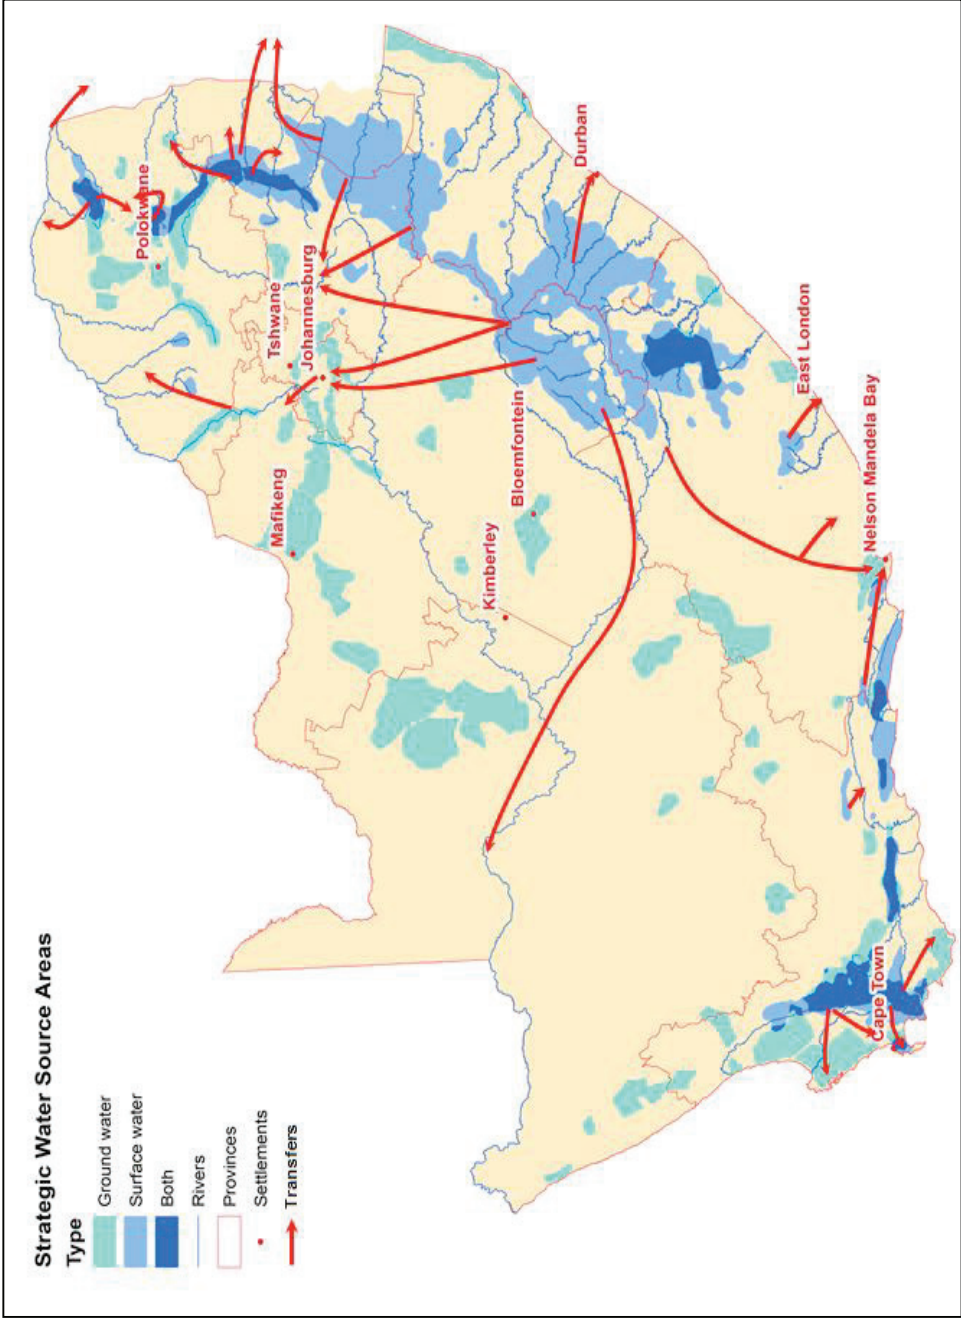 Strategic Water Source Areas
Type
Ground water
Surface water
Both
Rivers
Provinces
Settlements
Transfers
Polokwane
Tshwane
Johannesburg
Mafikeng
Bloemfontein
Kimberley
Durban
East London
Nelson Mandela Bay
Cape Town